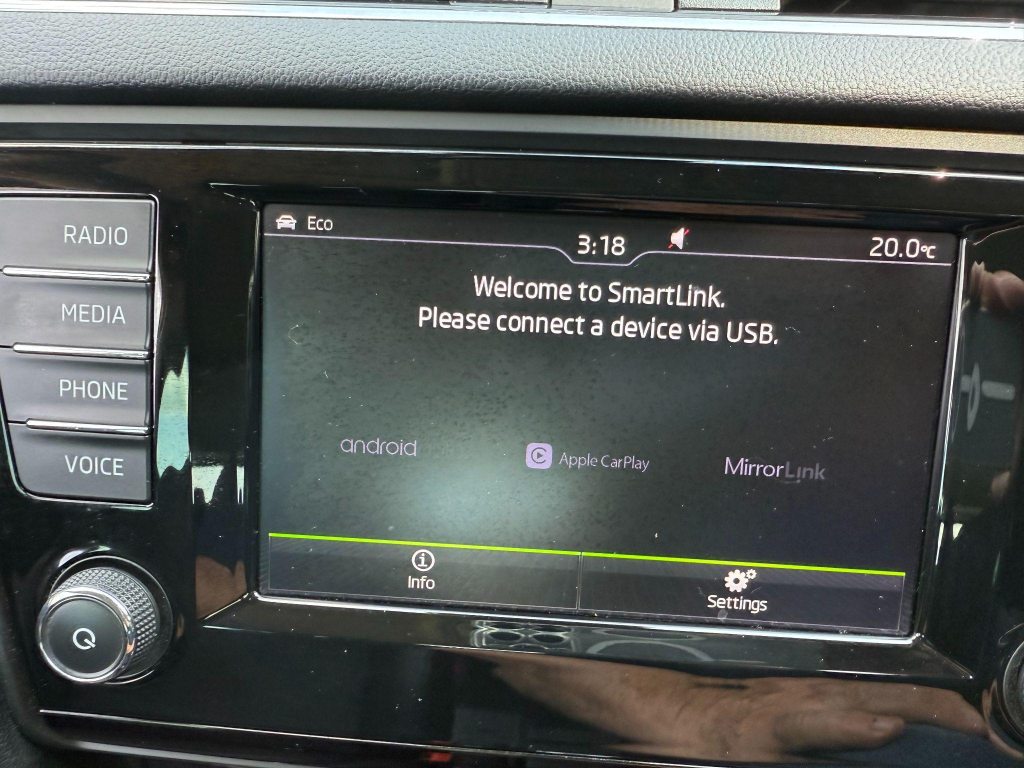 RADIO
MEDIA
PHONE
VOICE
Eco
3:18
20.0°C
Welcome to SmartLink.
Please connect a device via USB.
android
Apple CarPlay
MirrorLink
Info
Settings